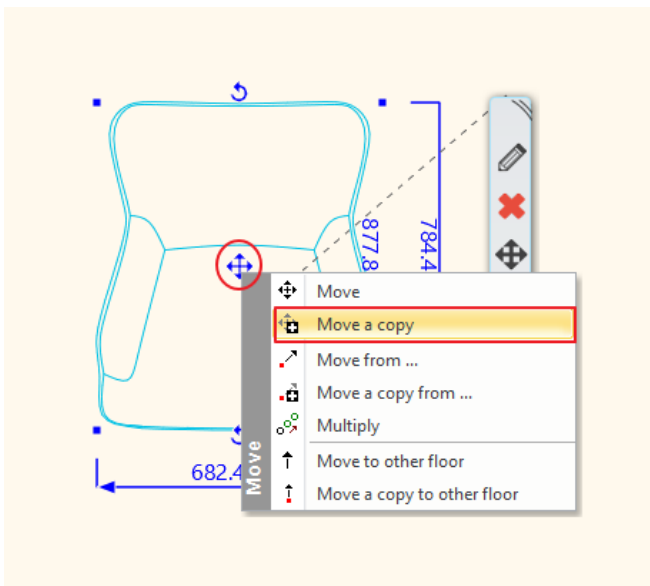 877.8
784.4
Move
Move a copy
Move from ...
Move a copy from ...
Multiply
Move to other floor
Move a copy to other floor
Move
682.4